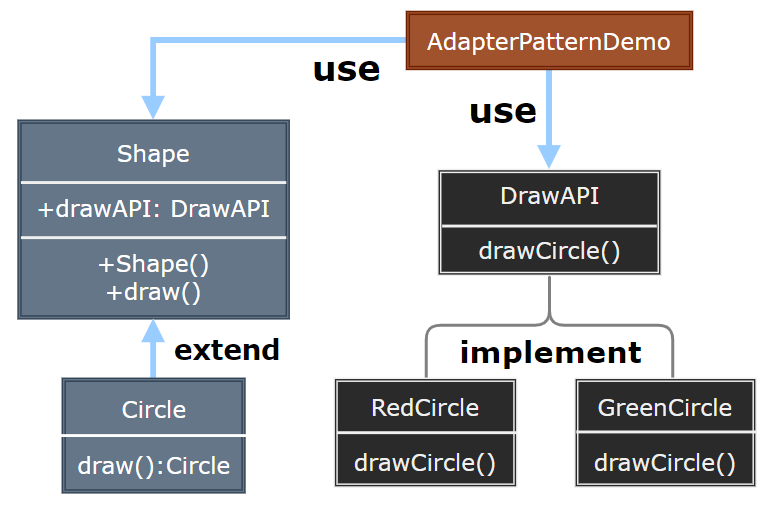 AdapterPatternDemo
use
use
Shape
+drawAPI: DrawAPI
+Shape()
+draw()
DrawAPI
drawCircle()
extend
implement
Circle
draw():Circle
RedCircle
drawCircle()
GreenCircle
drawCircle()